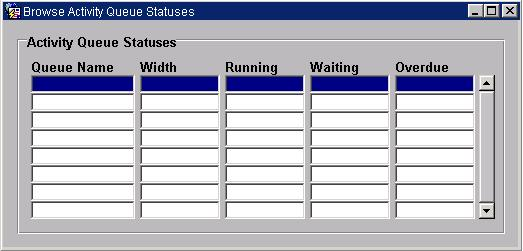 Browse Activity Queue Statuses
Activity Queue Statuses
Queue Name Width Running Waiting Overdue